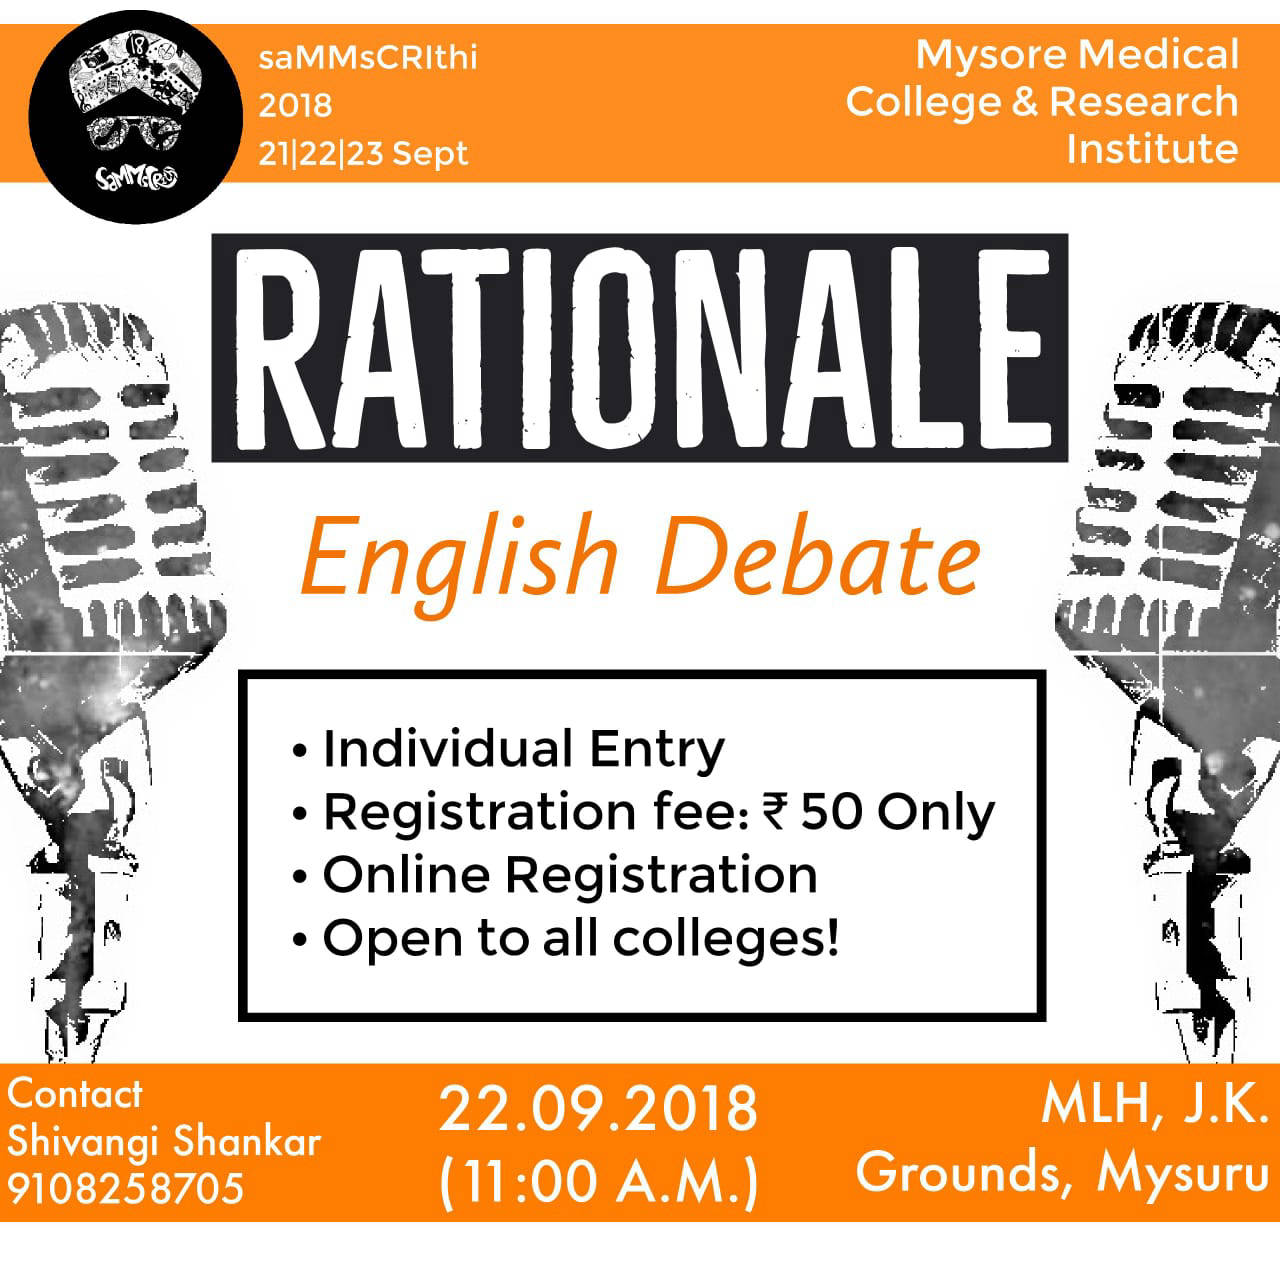 saMMsCRIthi
2018
21|22|23 Sept
Mysore Medical
College & Research
Institute
18
RATIONALE
English Debate
• Individual Entry
• Registration fee: ₹ 50 Only
• Online Registration
• Open to all colleges!
Contact
Shivangi Shankar
9108258705
22.09.2018
(11:00 A.M.)
MLH, J.K.
Grounds, Mysuru